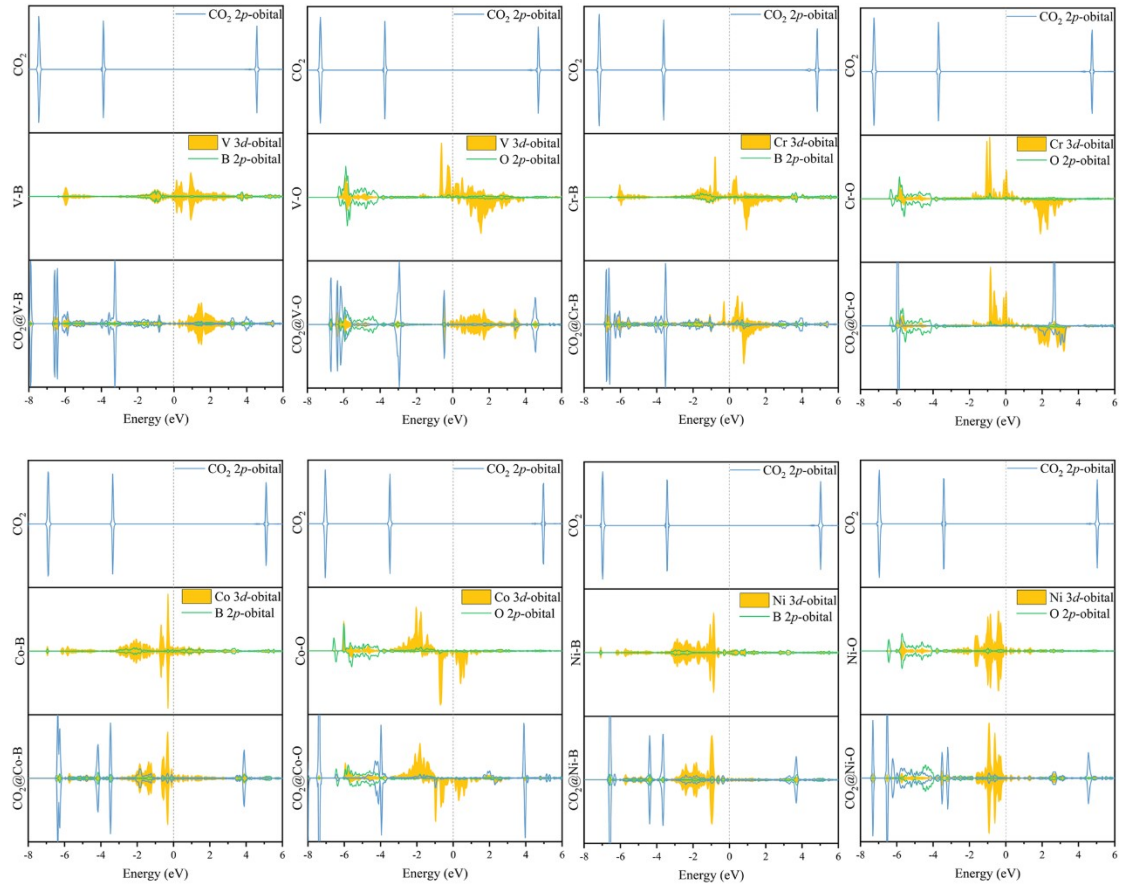 CO2 2p-obital
CO2
V 3d-obital
B 2p-obital
V-B
CO2@V-B
-8 -6 -4 -2 0 2 4 6
Energy (eV)
CO2 2p-obital
CO2
V 3d-obital
O 2p-obital
V-O
CO2@V-O
-8 -6 -4 -2 0 2 4 6
Energy (eV)
CO2 2p-obital
CO2
Cr 3d-obital
B 2p-obital
Cr-B
CO2@Cr-B
-8 -6 -4 -2 0 2 4 6
Energy (eV)
CO2 2p-obital
CO2
Cr 3d-obital
O 2p-obital
Cr-O
CO2@Cr-O
-8 -6 -4 -2 0 2 4 6
Energy (eV)
CO2 2p-obital
CO2
Co 3d-obital
B 2p-obital
Co-B
CO2@Co-B
-8 -6 -4 -2 0 2 4 6
Energy (eV)
CO2 2p-obital
CO2
Co 3d-obital
O 2p-obital
Co-O
CO2@Co-O
-8 -6 -4 -2 0 2 4 6
Energy (eV)
CO2 2p-obital
CO2
Ni 3d-obital
B 2p-obital
Ni-B
CO2@Ni-B
-8 -6 -4 -2 0 2 4 6
Energy (eV)
CO2 2p-obital
CO2
Ni 3d-obital
O 2p-obital
Ni-O
CO2@Ni-O
-8 -6 -4 -2 0 2 4 6
Energy (eV)